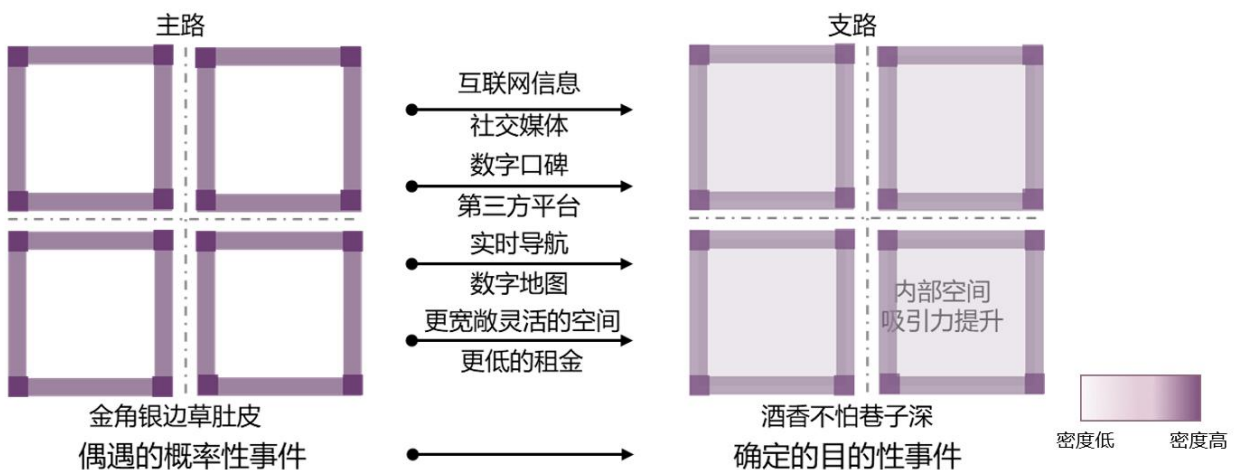 主路
支路
互联网信息
社交媒体
数字口碑
第三方平台
实时导航
数字地图
更宽敞灵活的空间
更低的租金
内部空间
吸引力提升
金角银边草肚皮
酒香不怕巷子深
密度低
密度高
偶遇的概率性事件
确定的目的性事件